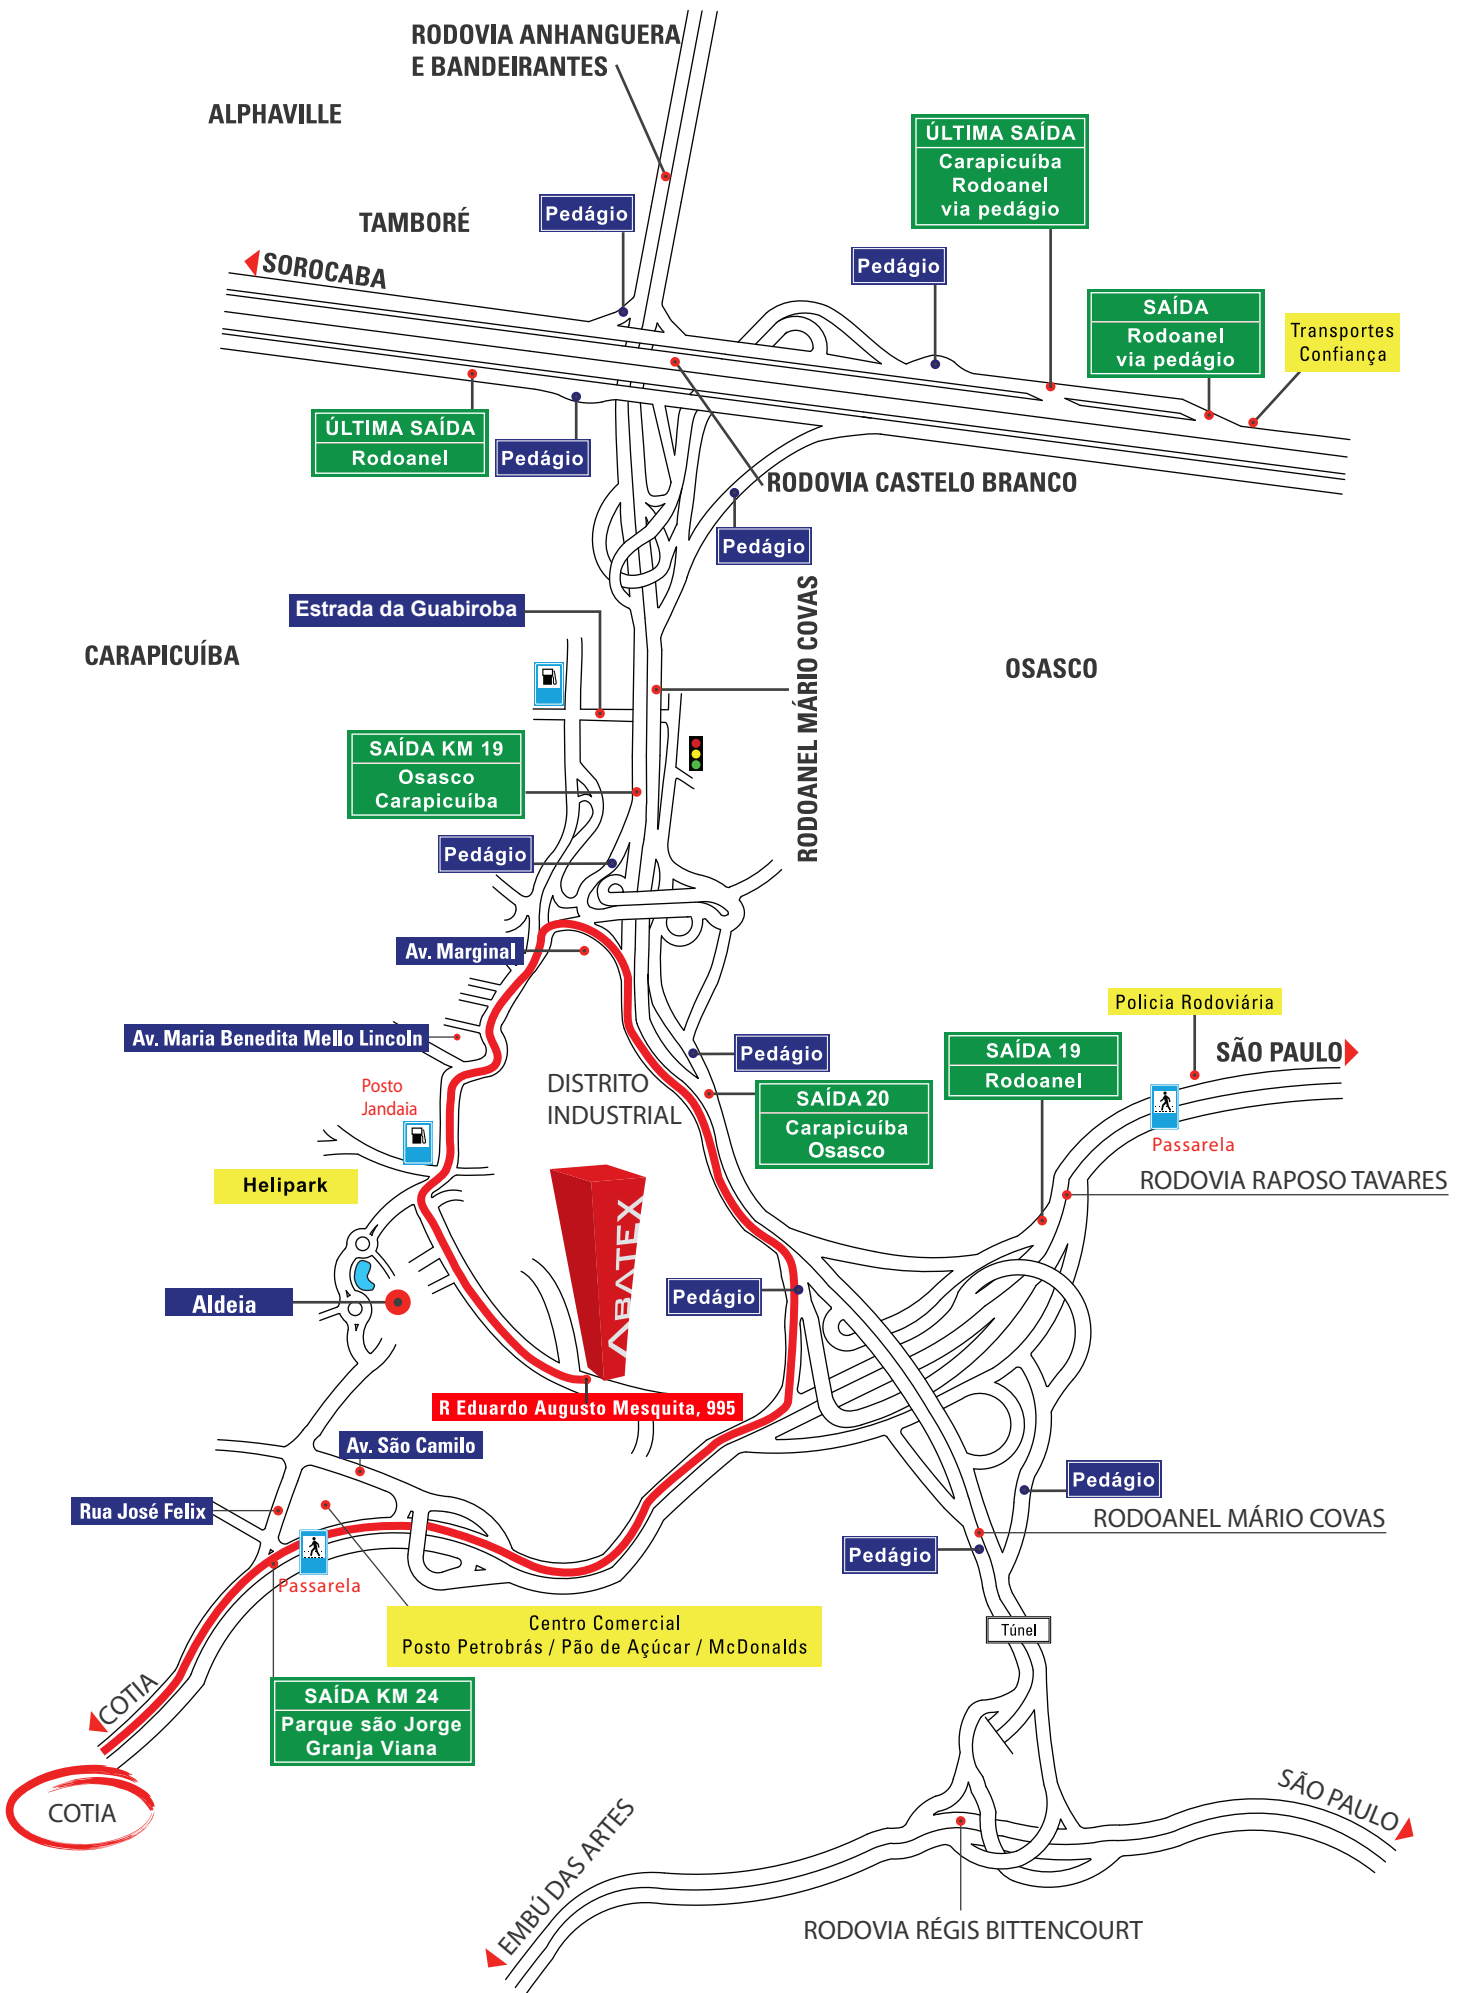 RODOVIA ANHANGUERA
E BANDEIRANTES
ALPHAVILLE
ÚLTIMA SAÍDA
Carapicuíba
Rodoanel
via pedágio
Pedágio
TAMBORÉ
SOROCABA
Pedágio
SAÍDA
Rodoanel
via pedágio
Transportes
Confiança
ÚLTIMA SAÍDA
Rodoanel
Pedágio
RODOVIA CASTELO BRANCO
Pedágio
Estrada da Guabiroba
RODOANEL MÁRIO COVAS
CARAPICUÍBA
OSASCO
SAÍDA KM 19
Osasco
Carapicuíba
Pedágio
Av. Marginal
Policia Rodoviária
Av. Maria Benedita Mello Lincoln
Pedágio
SAÍDA 19
Rodoanel
SÃO PAULO
Posto
Jandaia
DISTRITO
INDUSTRIAL
SAÍDA 20
Carapicuíba
Osasco
Passarela
RODOVIA RAPOSO TAVARES
Helipark
ABATEX
Aldeia
Pedágio
R Eduardo Augusto Mesquita, 995
Av. São Camilo
Rua José Felix
Pedágio
RODOANEL MÁRIO COVAS
Pedágio
Passarela
Centro Comercial
Posto Petrobrás / Pão de Açúcar / McDonalds
Túnel
COTIA
SAÍDA KM 24
Parque são Jorge
Granja Viana
COTIA
SÃO PAULO
EMBÚ DAS ARTES
RODOVIA RÉGIS BITTENCOURT